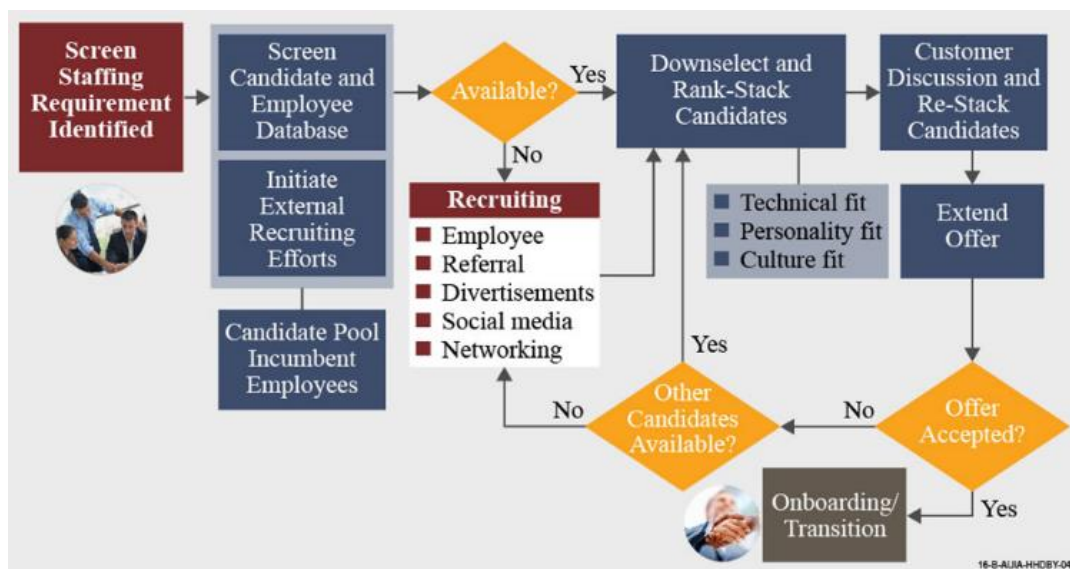 Screen
Staffing
Requirement
Identified
Screen
Candidate and
Employee
Database
Initiate
External
Recruiting
Efforts
Candidate Pool
Incumbent
Employees
Available?
Yes
No
Recruiting
Employee
Referral
Divertisements
Social media
Networking
Downselect and
Rank-Stack
Candidates
Technical fit
Personality fit
Culture fit
Customer
Discussion and
Re-Stack
Candidates
Extend
Offer
Offer
Accepted?
No
Yes
Other
Candidates
Available?
Yes
No
Onboarding/
Transition
16-B-AUIA-HHDBY-04